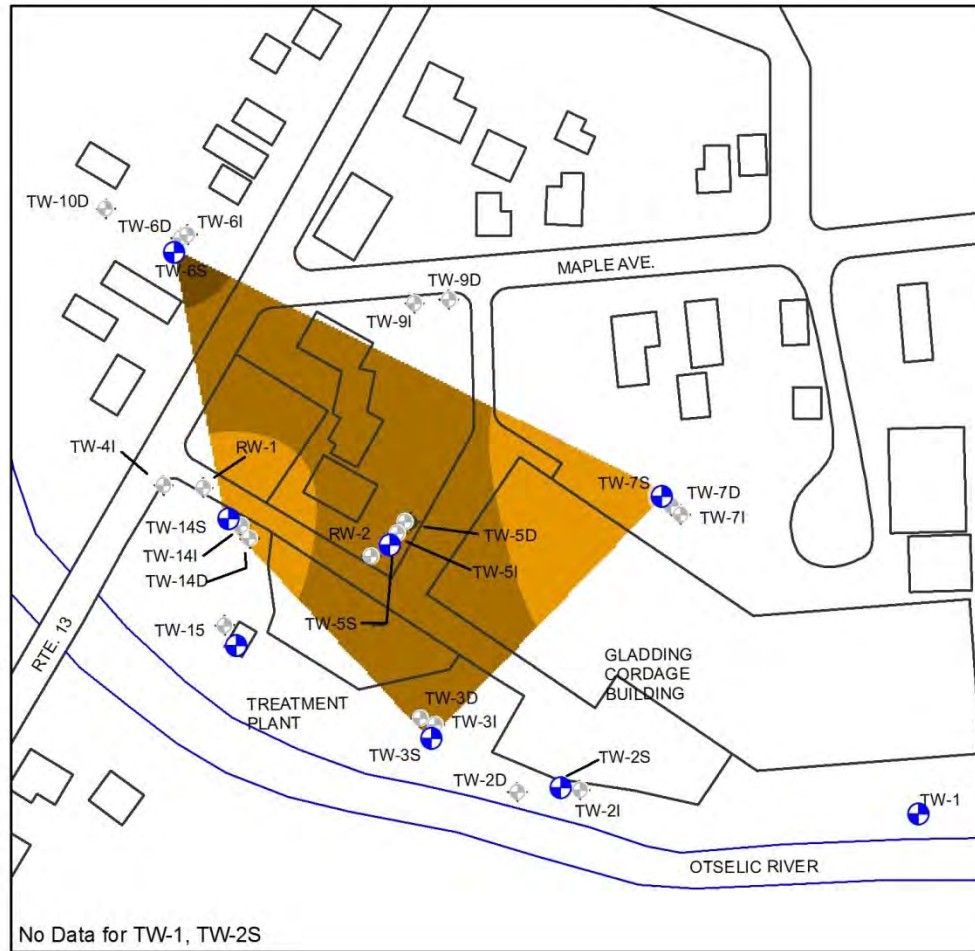 TW-10D
TW-6D
TW-6I
TW-6S
MAPLE AVE.
TW-9D
TW-9I
TW-4I
RW-1
TW-7S
TW-7D
TW-7I
TW-14S
TW-14I
TW-14D
RW-2
TW-5D
TW-5I
TW-5S
TW-15
RTE. 13
GLADDING
CORDAGE
BUILDING
TREATMENT
PLANT
TW-3D
TW-3I
TW-3S
TW-2S
TW-2D
TW-2I
TW-1
OTSELIC RIVER
No Data for TW-1, TW-2S